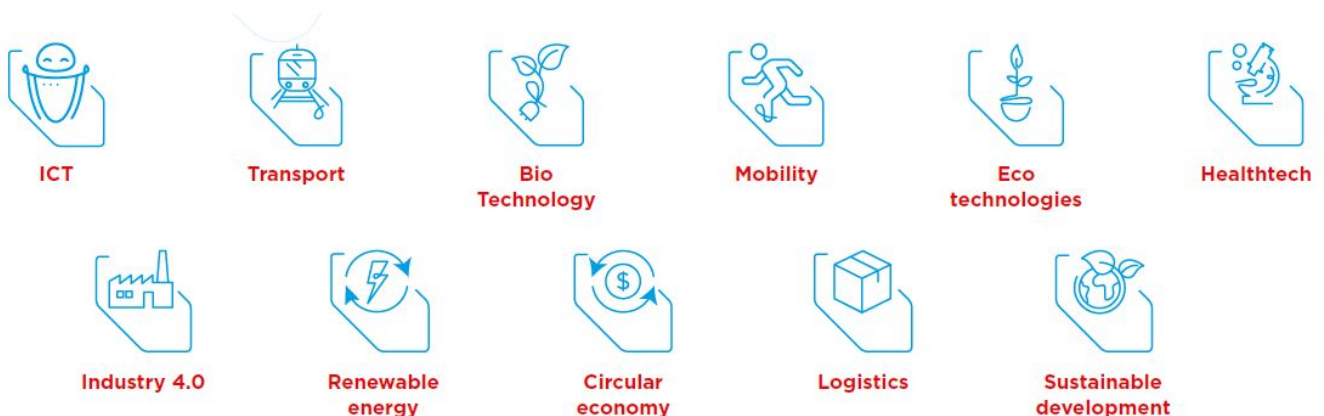 ICT
Transport
Bio
Technology
Mobility
Eco
technologies
Healthtech
Industry 4.0
Renewable
energy
Circular
economy
$
Logistics
Sustainable
development